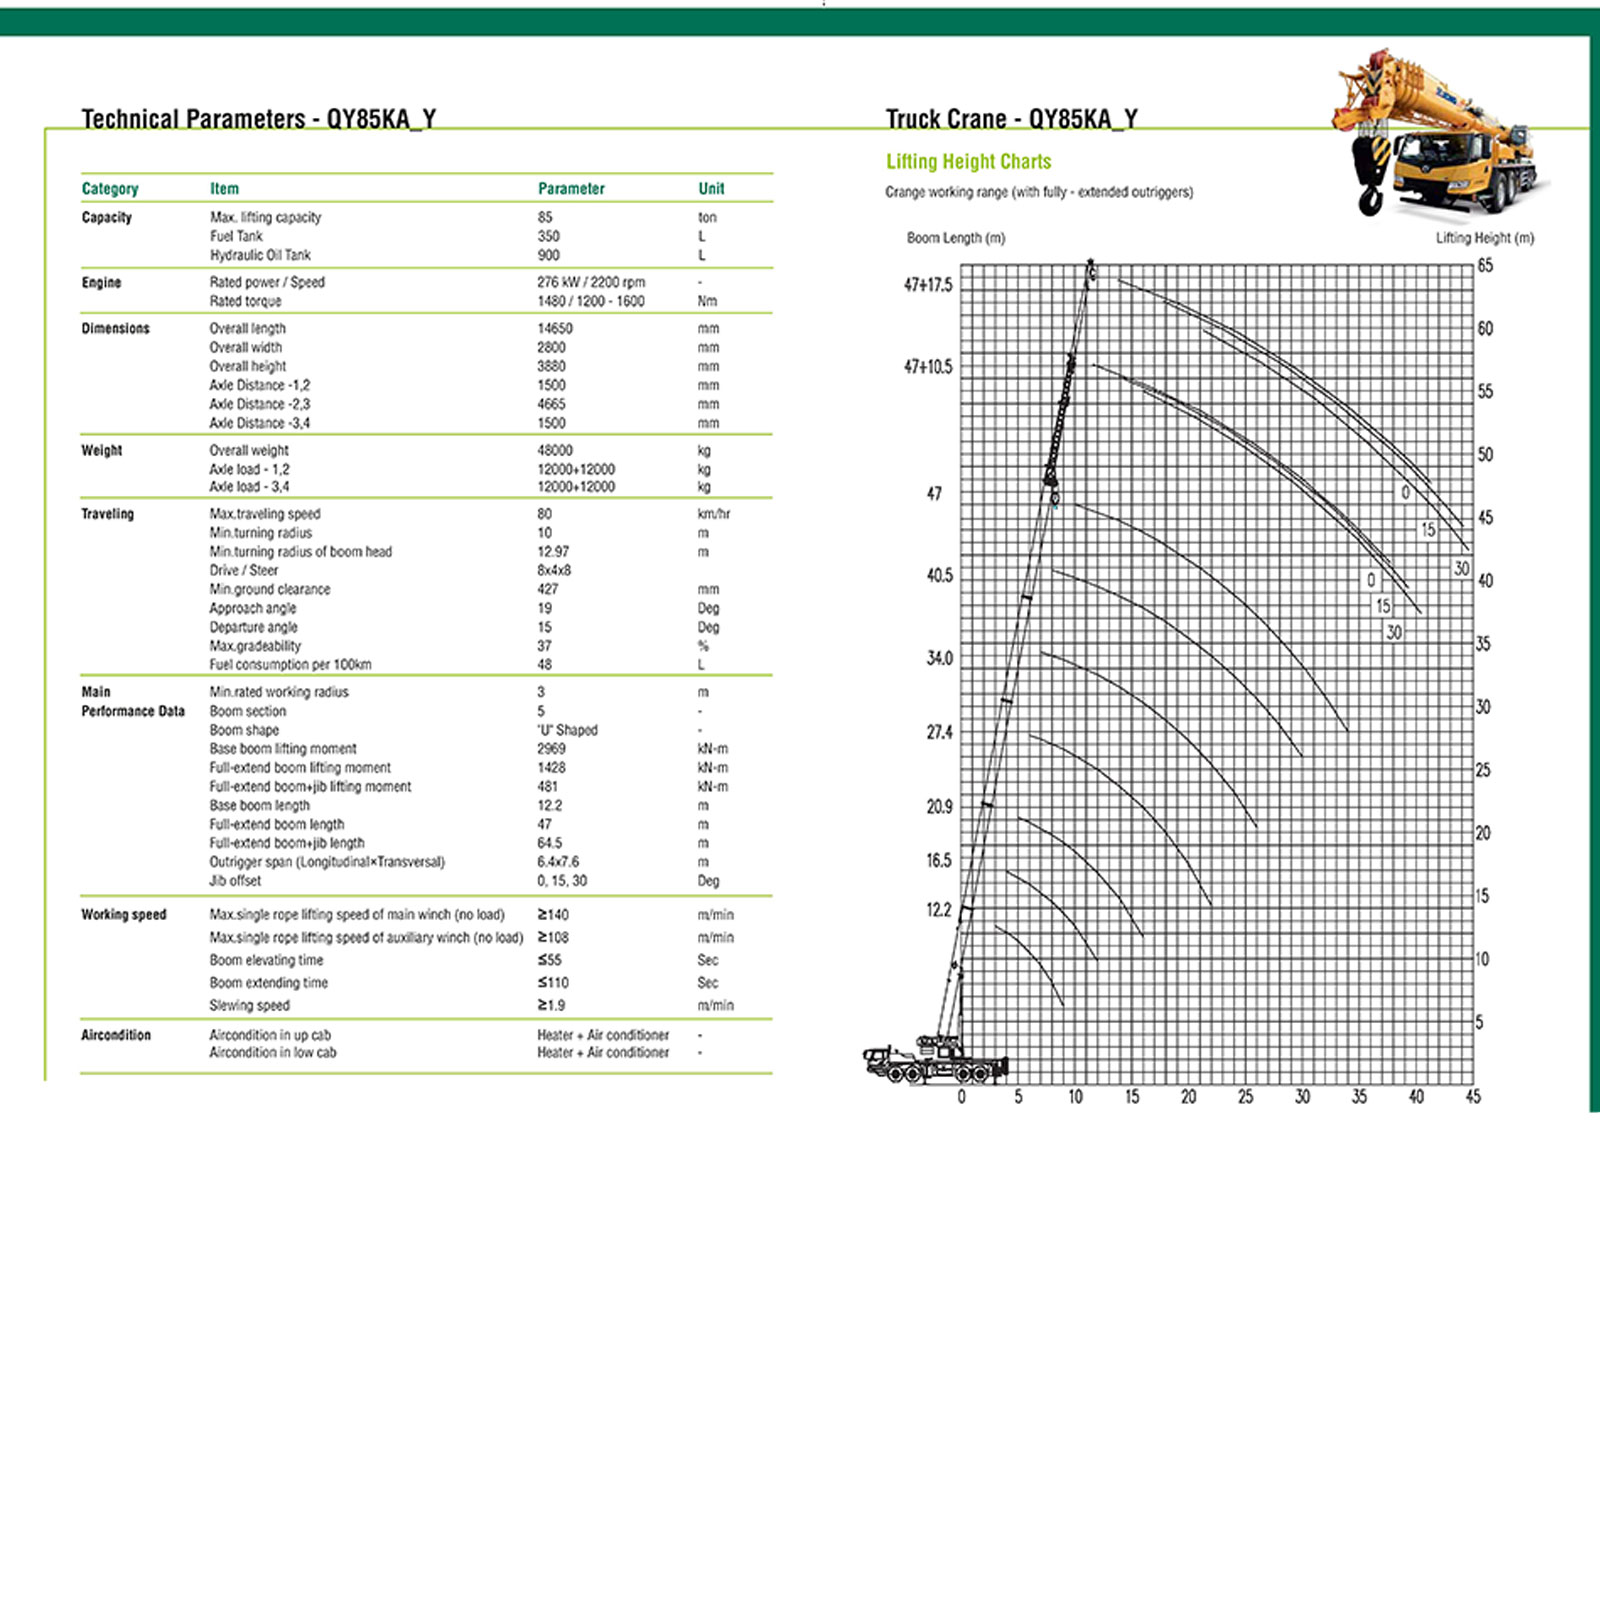 Technical Parameters - QY85KA_Y
Category Item Parameter Unit
Capacity Max. lifting capacity 85 ton
Fuel Tank 350 L
Hydraulic Oil Tank 900 L
Engine Rated power / Speed 276 kW / 2200 rpm -
Rated torque 1480 / 1200 - 1600 Nm
Dimensions Overall length 14650 mm
Overall width 2800 mm
Overall height 3880 mm
Axle Distance -1,2 1500 mm
Axle Distance -2,3 4665 mm
Axle Distance -3,4 1500 mm
Weight Overall weight 48000 kg
Axle load - 1,2 12000+12000 kg
Axle load - 3,4 12000+12000 kg
Traveling Max.traveling speed 80 km/hr
Min.turning radius 10 m
Min.turning radius of boom head 12.97 m
Drive / Steer 8x4x8
Min.ground clearance 427 mm
Approach angle 19 Deg
Departure angle 15 Deg
Max.gradeability 37 %
Fuel consumption per 100km 48 L
Main Min.rated working radius 3 m
Performance Data Boom section 5 -
Boom shape "U" Shaped -
Base boom lifting moment 2969 kN-m
Full-extend boom lifting moment 1428 kN-m
Full-extend boom+jib lifting moment 481 kN-m
Base boom length 12.2 m
Full-extend boom length 47 m
Full-extend boom+jib length 64.5 m
Outrigger span (Longitudinal×Transversal) 6.4x7.6 m
Jib offset 0, 15, 30 Deg
Working speed Max.single rope lifting speed of main winch (no load) ≥140 m/min
Max.single rope lifting speed of auxiliary winch (no load) ≥108 m/min
Boom elevating time ≤55 Sec
Boom extending time ≤110 Sec
Slewing speed ≥1.9 m/min
Aircondition Aircondition in up cab Heater + Air conditioner -
Aircondition in low cab Heater + Air conditioner -
Truck Crane - QY85KA_Y
Lifting Height Charts
Crange working range (with fully - extended outriggers)
Boom Length (m) Lifting Height (m)
65
47+17.5
60
47+10.5
55
50
47 0
45
15
30
40.5 0 40
15
30
35
34.0
30
27.4
25
20.9
20
16.5
15
12.2
10
5
0 5 10 15 20 25 30 35 40 45